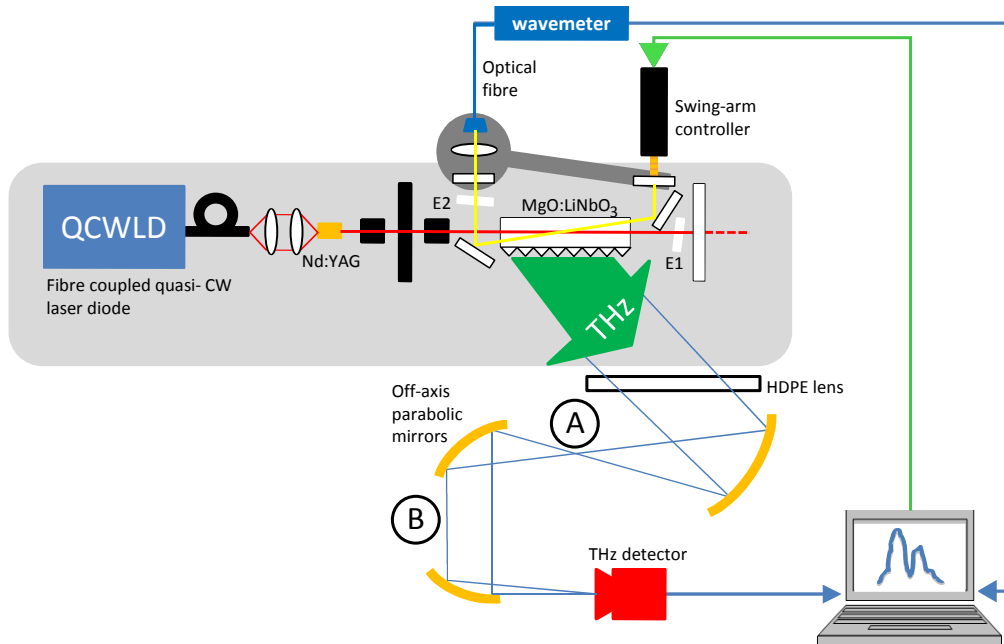 wavemeter
Optical
fibre
Swing-arm
controller
E2
MgO:LiNbO₃
QCWLD
Nd:YAG
E1
Fibre coupled quasi- CW
laser diode
THz
HDPE lens
Off-axis
parabolic
mirrors
A
B
THz detector